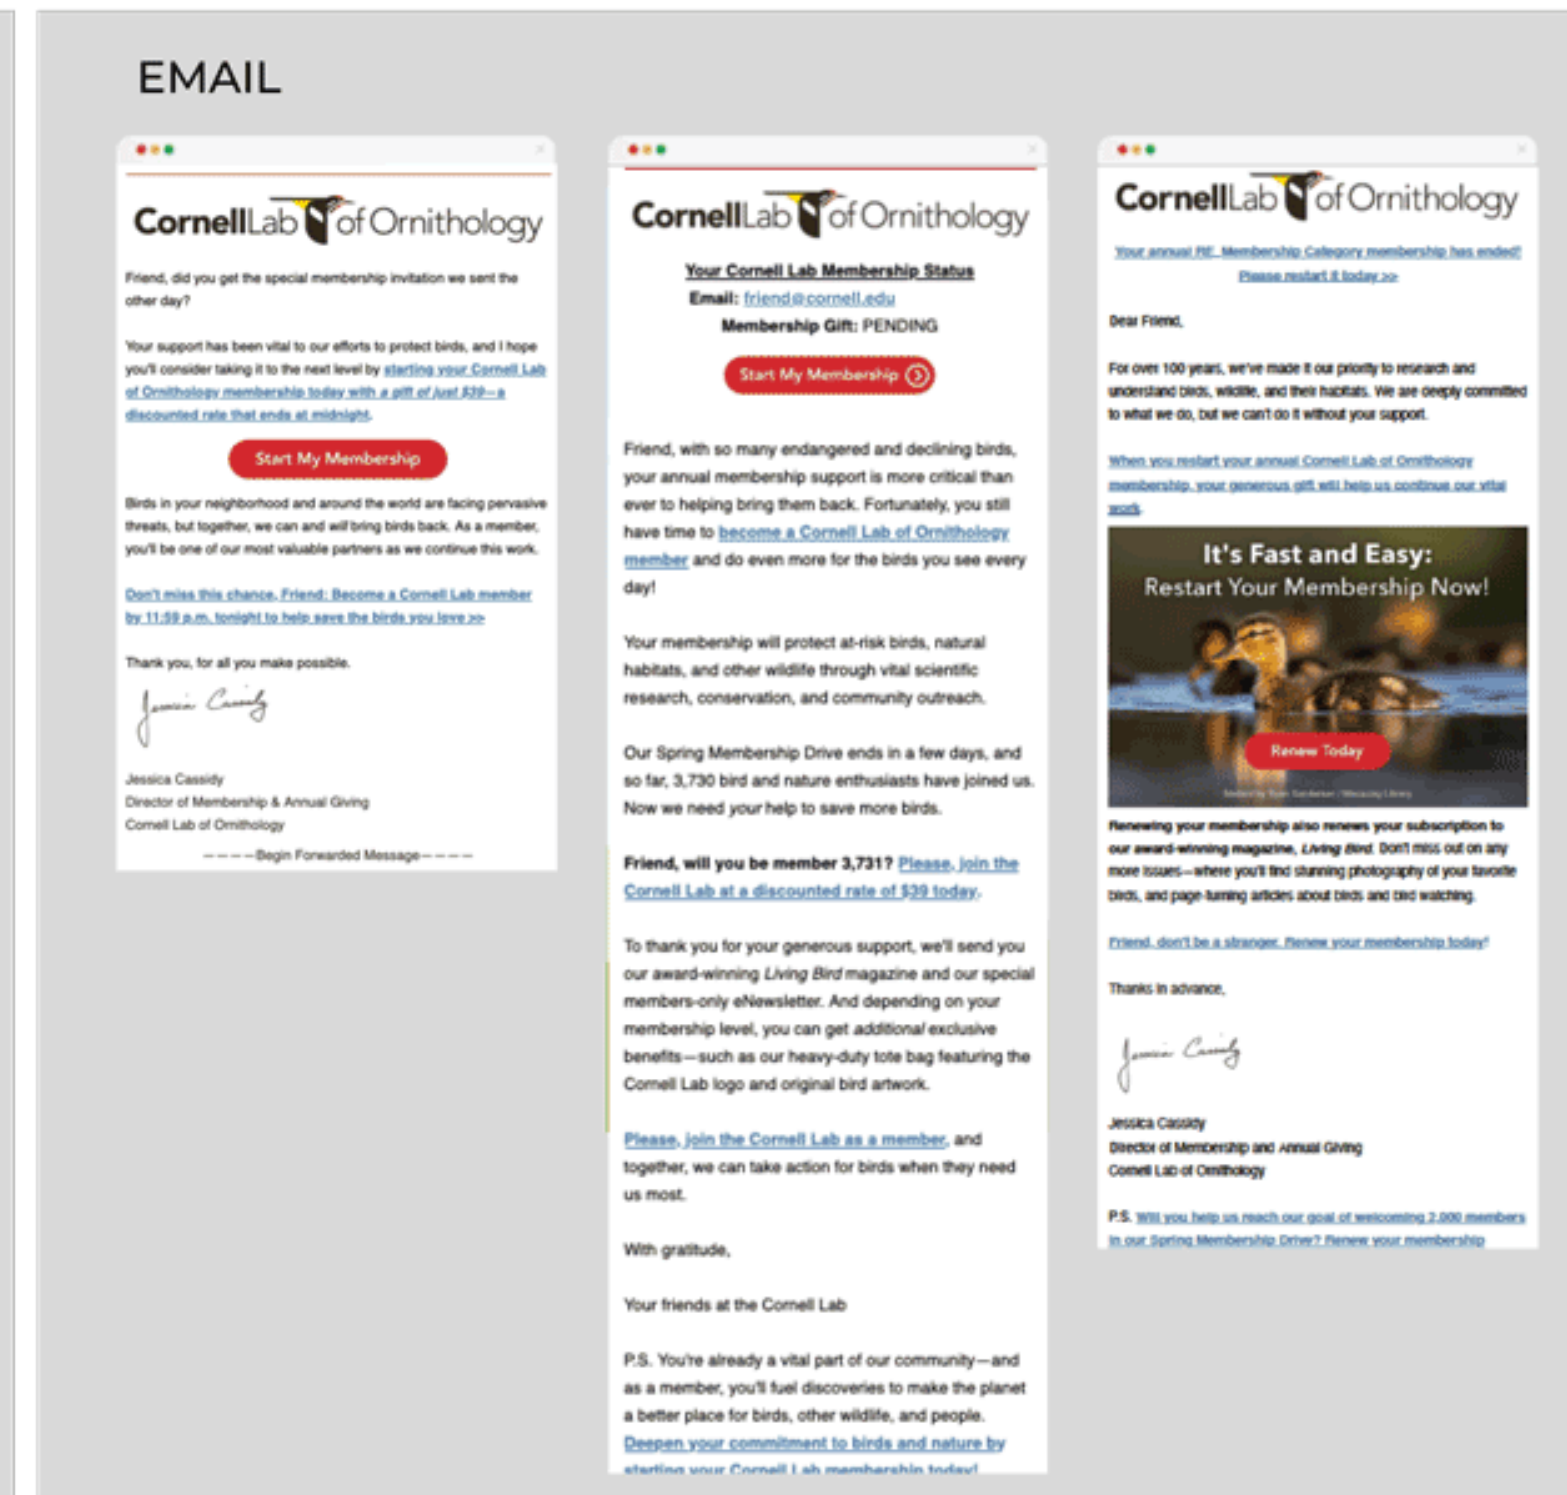 EMAIL
CornellLab of Ornithology
Friend, did you get the special membership invitation we sent the
other day?
Your support has been vital to our efforts to protect birds, and I hope
you'll consider taking it to the next level by starting your Cornell Lab
of Ornithology membership today with a gift of just $39—a
discounted rate that ends at midnight.
Start My Membership
Birds in your neighborhood and around the world are facing pervasive
threats, but together, we can and will bring birds back. As a member,
you'll be one of our most valuable partners as we continue this work.
Don't miss this chance, Friend: Become a Cornell Lab member
by 11:59 p.m. tonight to help save the birds you love >>
Thank you, for all you make possible.
Jessica Cassidy
Jessica Cassidy
Director of Membership & Annual Giving
Cornell Lab of Ornithology
————Begin Forwarded Message————
CornellLab of Ornithology
Your Cornell Lab Membership Status
Email: friend@cornell.edu
Membership Gift: PENDING
Start My Membership
Friend, with so many endangered and declining birds,
your annual membership support is more critical than
ever to helping bring them back. Fortunately, you still
have time to become a Cornell Lab of Ornithology
member and do even more for the birds you see every
day!
Your membership will protect at-risk birds, natural
habitats, and other wildlife through vital scientific
research, conservation, and community outreach.
Our Spring Membership Drive ends in a few days, and
so far, 3,730 bird and nature enthusiasts have joined us.
Now we need your help to save more birds.
Friend, will you be member 3,731? Please, join the
Cornell Lab at a discounted rate of $39 today.
To thank you for your generous support, we'll send you
our award-winning Living Bird magazine and our special
members-only eNewsletter. And depending on your
membership level, you can get additional exclusive
benefits—such as our heavy-duty tote bag featuring the
Cornell Lab logo and original bird artwork.
Please, join the Cornell Lab as a member, and
together, we can take action for birds when they need
us most.
With gratitude,
Your friends at the Cornell Lab
P.S. You're already a vital part of our community—and
as a member, you'll fuel discoveries to make the planet
a better place for birds, other wildlife, and people.
Deepen your commitment to birds and nature by
starting your Cornell Lab membership today!
CornellLab of Ornithology
Your annual RE_Membership Category membership has ended!
Please restart it today >>
Dear Friend,
For over 100 years, we've made it our priority to research and
understand birds, wildlife, and their habitats. We are deeply committed
to what we do, but we can't do it without your support.
When you restart your annual Cornell Lab of Ornithology
membership, your generous gift will help us continue our vital
work.
It's Fast and Easy:
Restart Your Membership Now!
Renew Today
Macaulay Library
Renewing your membership also renews your subscription to
our award-winning magazine, Living Bird. Don't miss out on any
more issues—where you'll find stunning photography of your favorite
birds, and page-turning articles about birds and bird watching.
Friend, don't be a stranger. Renew your membership today!
Thanks in advance,
Jessica Cassidy
Jessica Cassidy
Director of Membership and Annual Giving
Cornell Lab of Ornithology
P.S. Will you help us reach our goal of welcoming 2,000 members
in our Spring Membership Drive? Renew your membership